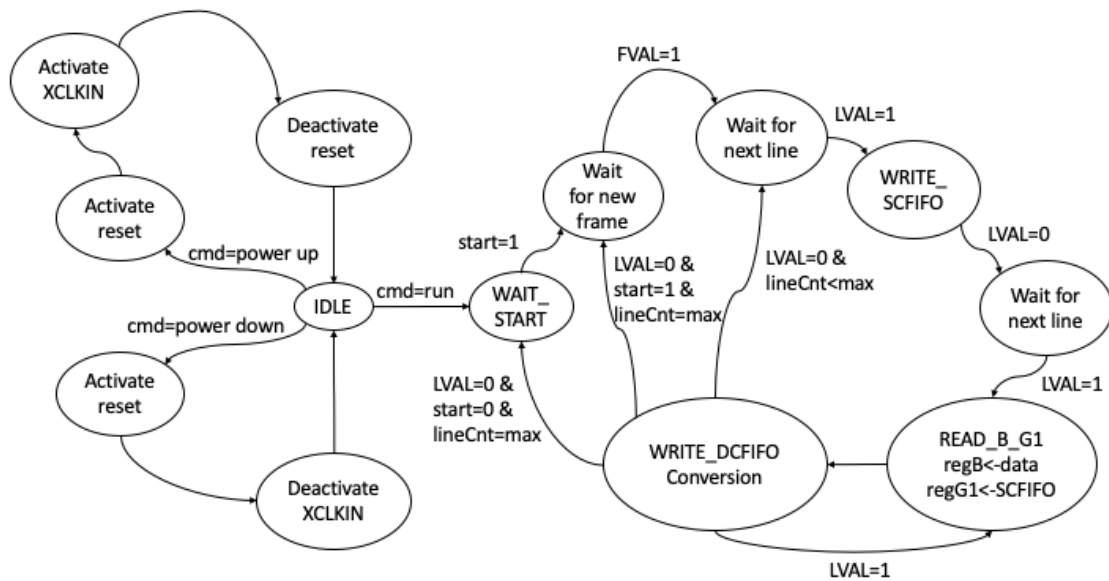 Activate
XCLKIN
Deactivate
reset
Activate
reset
cmd=power up
IDLE
cmd=power down
Activate
reset
Deactivate
XCLKIN
cmd=run
WAIT_
START
start=1
Wait
for new
frame
FVAL=1
Wait for
next line
LVAL=1
WRITE_
SCFIFO
LVAL=0
Wait for
next line
LVAL=1
READ_B_G1
regB<-data
regG1<-SCFIFO
WRITE_DCFIFO
Conversion
LVAL=1
LVAL=0 &
lineCnt<max
LVAL=0 &
start=1 &
lineCnt=max
LVAL=0 &
start=0 &
lineCnt=max